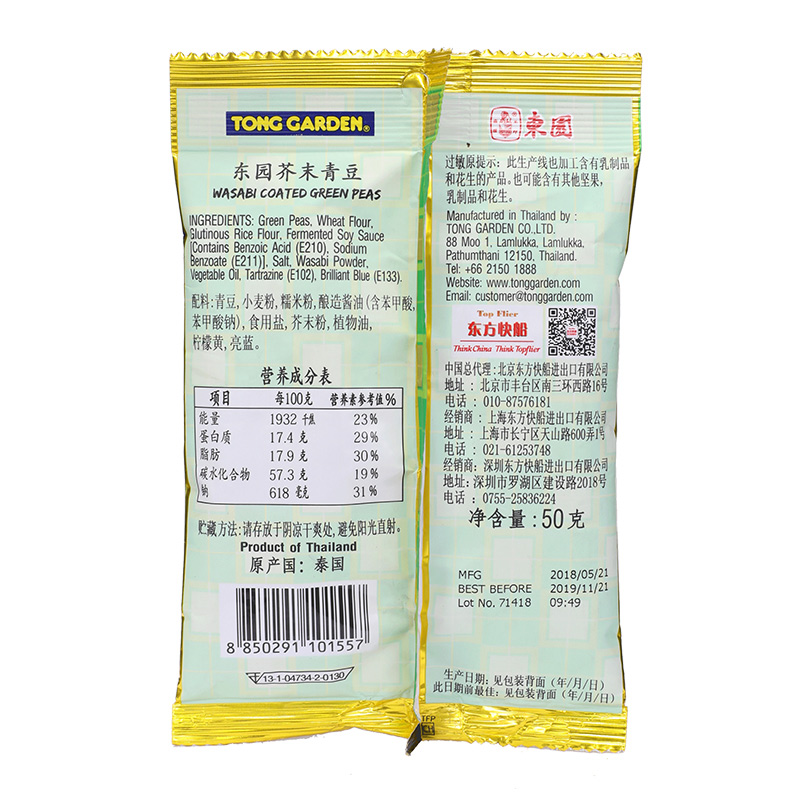 TONG GARDEN®
东园芥末青豆
WASABI COATED GREEN PEAS
INGREDIENTS: Green Peas, Wheat Flour,
Glutinous Rice Flour, Fermented Soy Sauce
[Contains Benzoic Acid (E210), Sodium
Benzoate (E211)], Salt, Wasabi Powder,
Vegetable Oil, Tartrazine (E102), Brilliant Blue (E133).
配料:青豆,小麦粉,糯米粉,酿造酱油(含苯甲酸,
苯甲酸钠),食用盐,芥末粉,植物油,
柠檬黄,亮蓝。
营养成分表
项目 每100克 营养素参考值%
能量 1932 千焦 23%
蛋白质 17.4 克 29%
脂肪 17.9 克 30%
碳水化合物 57.3 克 19%
钠 618 毫克 31%
贮藏方法:请存放于阴凉干爽处,避免阳光直射。
Product of Thailand
原产国：泰国
8 850291 101557
13-1-04734-2-0130
東園
过敏原提示：此生产线也加工含有乳制品
和花生的产品。也可能含有其他坚果,
乳制品和花生。
Manufactured in Thailand by :
TONG GARDEN CO.,LTD.
88 Moo 1, Lamlukka, Lamlukka,
Pathumthani 12150, Thailand.
Tel: +66 2150 1888
Website: www.tonggarden.com
Email: customer@tonggarden.com
Top Flier
东方快船
Think China Think Topflier
中国总代理:北京东方快船进出口有限公司
地址：北京市丰台区南三环西路16号
电话：010-87576181
经销商：上海东方快船进出口有限公司
地址：上海市长宁区天山路600弄1号
电话：021-61253748
经销商：深圳东方快船进出口有限公司
地址:深圳市罗湖区建设路2018号
电话：0755-25836224
净含量:50克
MFG 2018/05/21
BEST BEFORE 2019/11/21
Lot No. 71418 09:49
生产日期：见包装背面（年/月/日）
此日期前最佳：见包装背面（年/月/日）
TFP